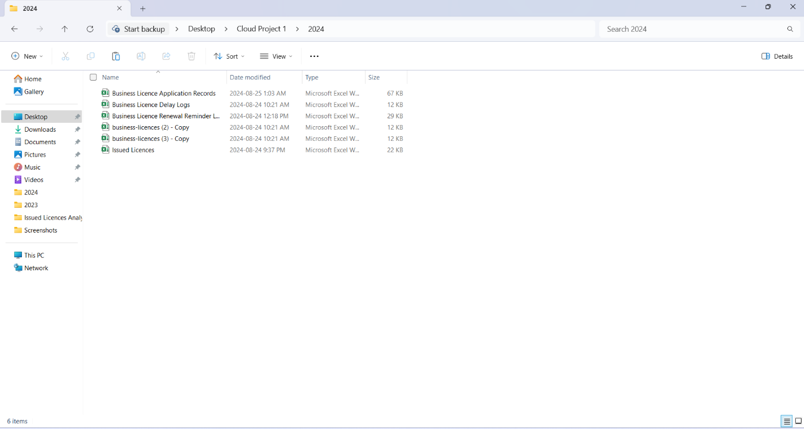 2024
Start backup > Desktop > Cloud Project 1 > 2024
Search 2024
New Sort View ... Details
Name Date modified Type Size
Home
Gallery
Desktop
Downloads
Documents
Pictures
Music
Videos
2024
2023
Issued Licences Analy
Screenshots
This PC
Network
Business Licence Application Records 2024-08-25 1:03 AM Microsoft Excel W... 67 KB
Business Licence Delay Logs 2024-08-24 10:21 AM Microsoft Excel W... 12 KB
Business Licence Renewal Reminder L... 2024-08-24 12:18 PM Microsoft Excel W... 29 KB
business-licences (2) - Copy 2024-08-24 10:21 AM Microsoft Excel W... 12 KB
business-licences (3) - Copy 2024-08-24 10:21 AM Microsoft Excel W... 12 KB
Issued Licences 2024-08-24 9:37 PM Microsoft Excel W... 22 KB
6 items